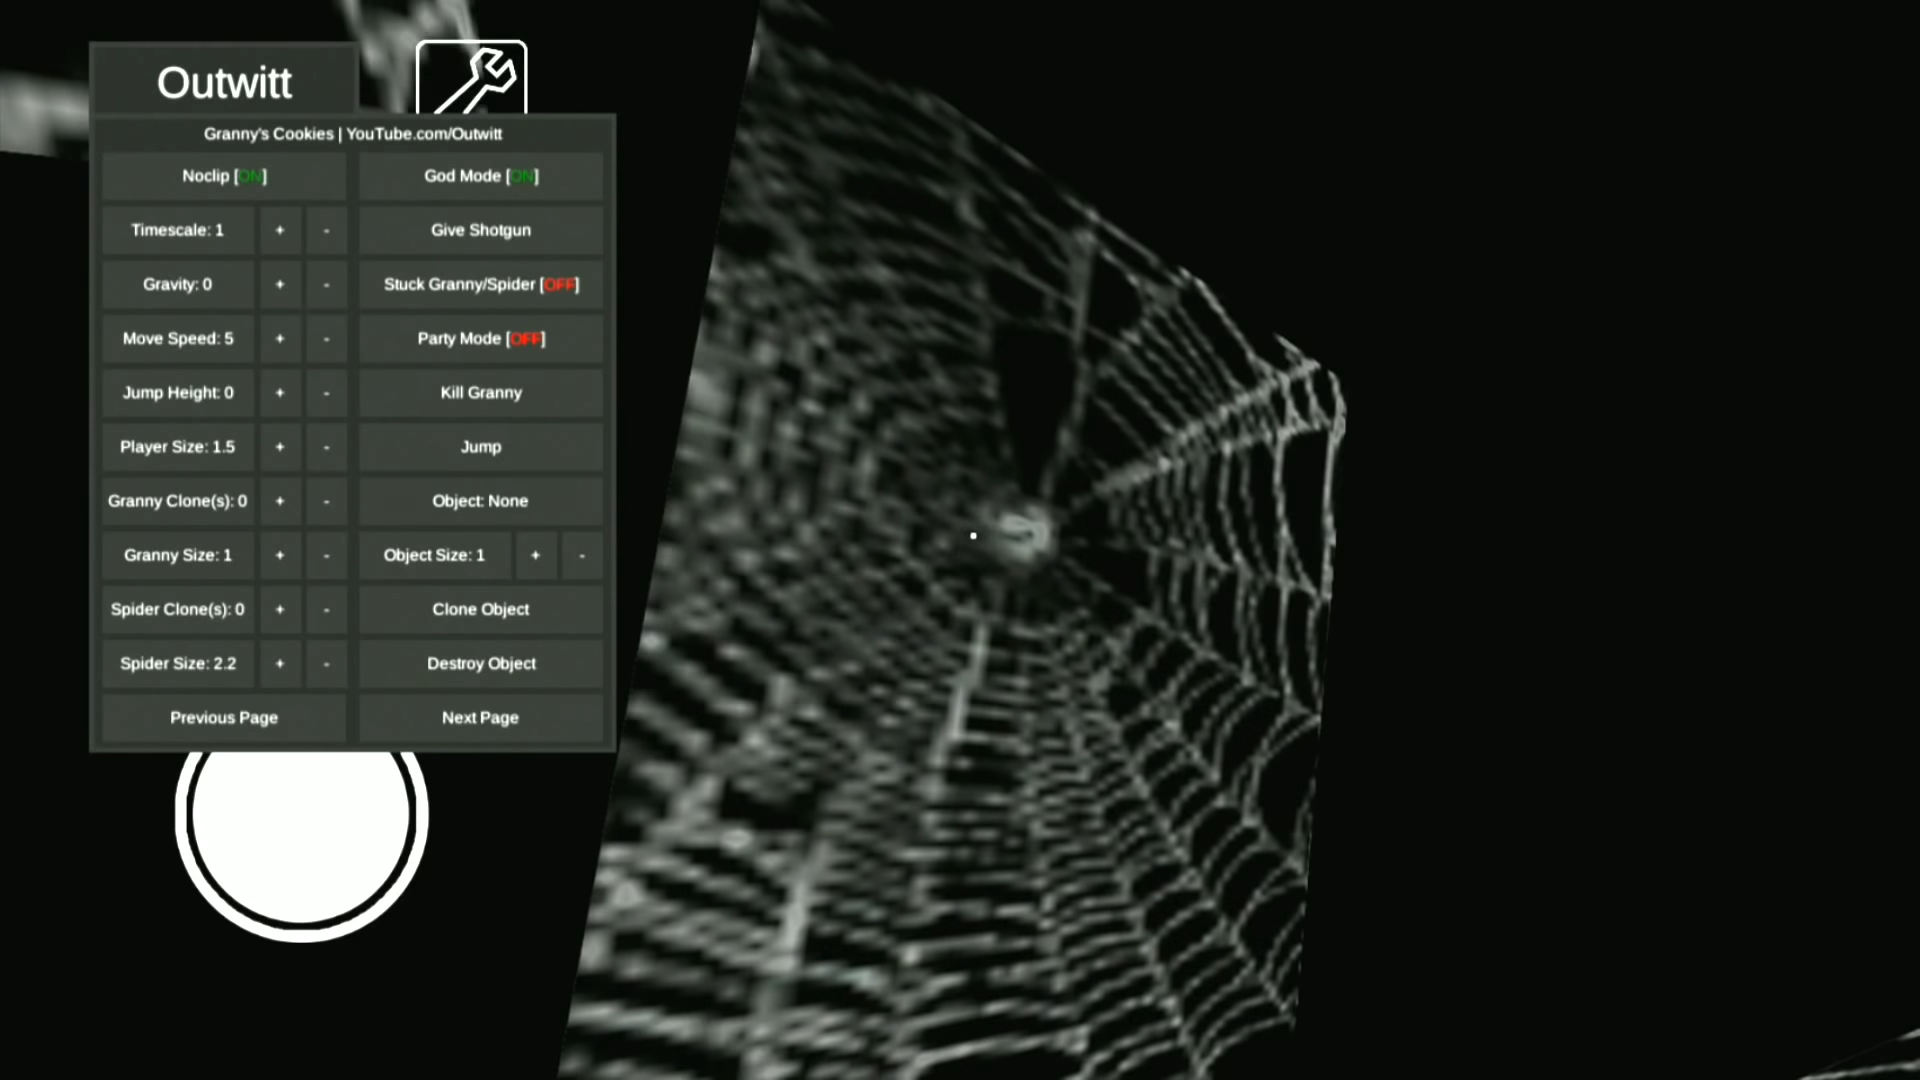 Outwitt
Granny's Cookies | YouTube.com/Outwitt
Noclip [ON] God Mode [ON]
Timescale: 1 + - Give Shotgun
Gravity: 0 + - Stuck Granny/Spider [OFF]
Move Speed: 5 + - Party Mode [OFF]
Jump Height: 0 + - Kill Granny
Player Size: 1.5 + - Jump
Granny Clone(s): 0 + - Object: None
Granny Size: 1 + - Object Size: 1 + -
Spider Clone(s): 0 + - Clone Object
Spider Size: 2.2 + - Destroy Object
Previous Page Next Page